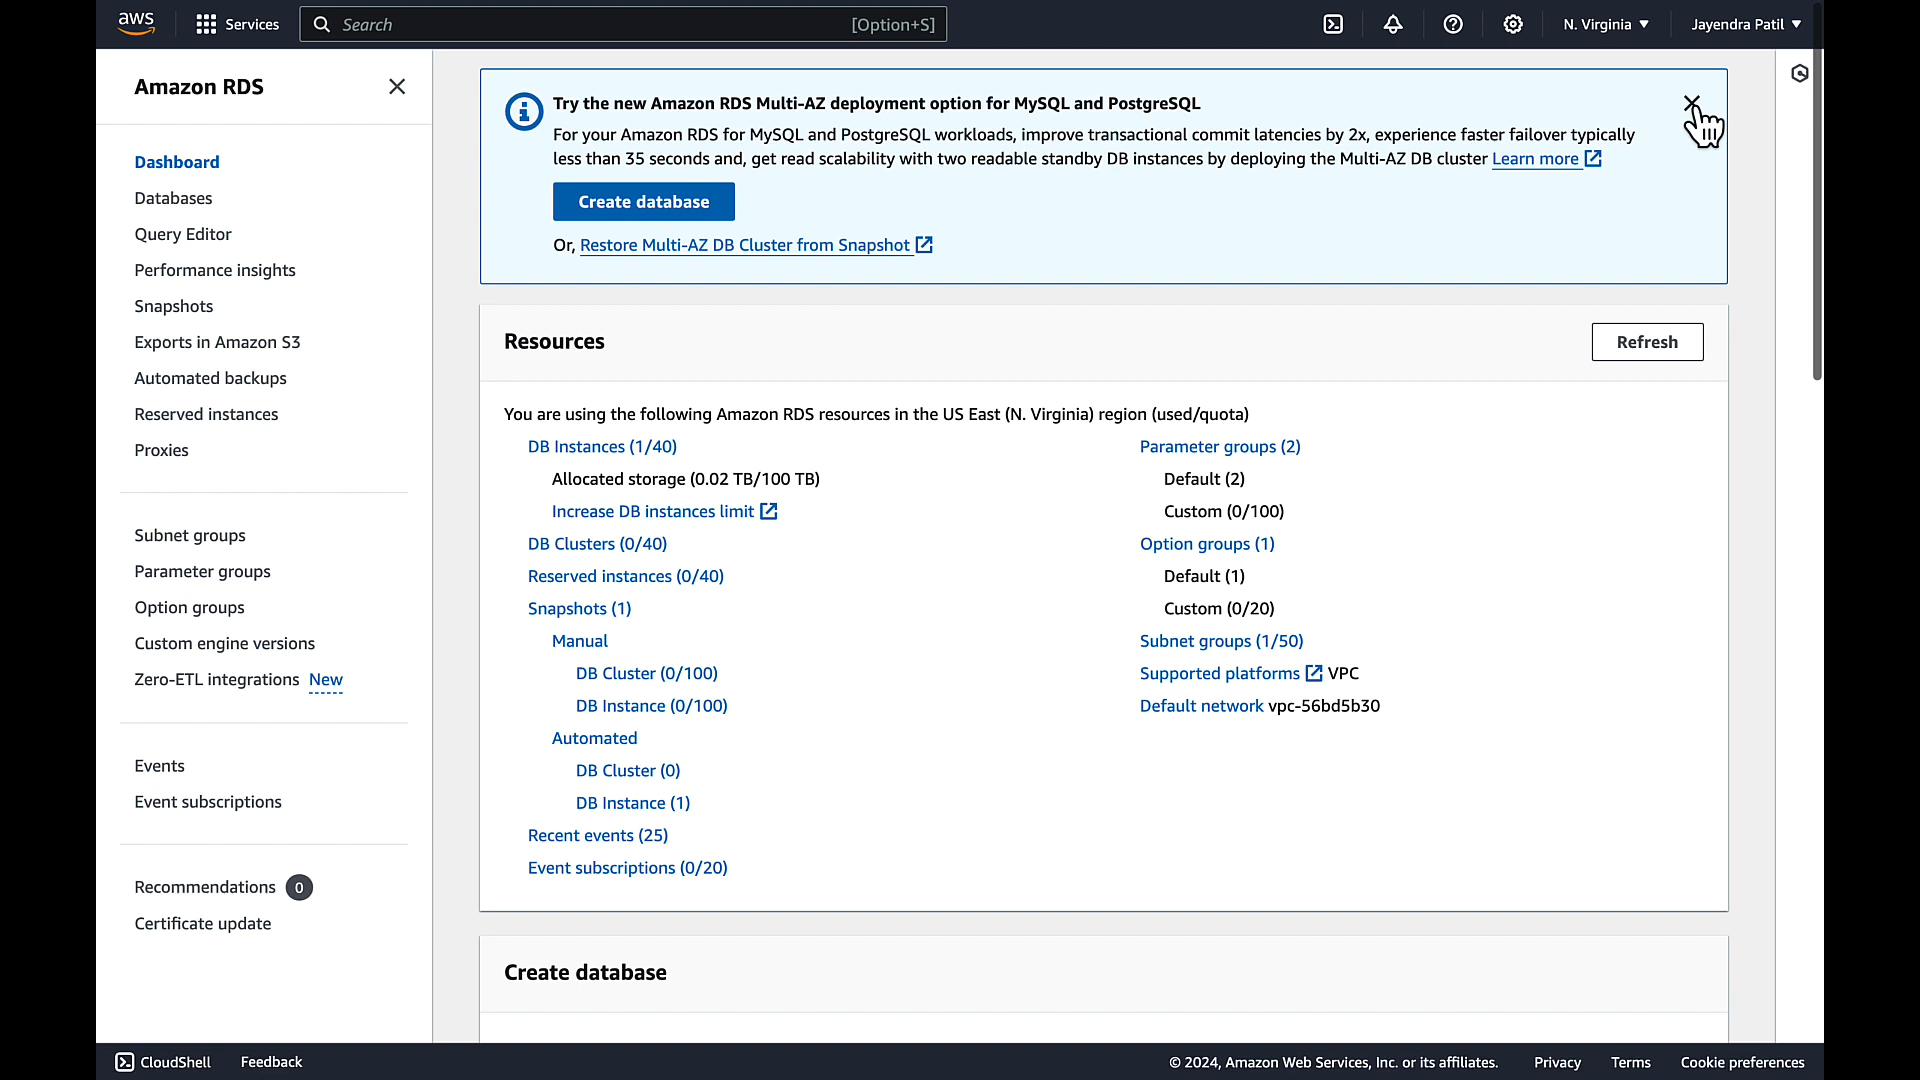 aws
Services
Search [Option+S]
N. Virginia ▼
Jayendra Patil ▼
Amazon RDS
Dashboard
Databases
Query Editor
Performance insights
Snapshots
Exports in Amazon S3
Automated backups
Reserved instances
Proxies
Subnet groups
Parameter groups
Option groups
Custom engine versions
Zero-ETL integrations New
Events
Event subscriptions
Recommendations 0
Certificate update
Try the new Amazon RDS Multi-AZ deployment option for MySQL and PostgreSQL
For your Amazon RDS for MySQL and PostgreSQL workloads, improve transactional commit latencies by 2x, experience faster failover typically
less than 35 seconds and, get read scalability with two readable standby DB instances by deploying the Multi-AZ DB cluster Learn more
Create database
Or, Restore Multi-AZ DB Cluster from Snapshot
Resources
Refresh
You are using the following Amazon RDS resources in the US East (N. Virginia) region (used/quota)
DB Instances (1/40)
Allocated storage (0.02 TB/100 TB)
Increase DB instances limit
DB Clusters (0/40)
Reserved instances (0/40)
Snapshots (1)
Manual
DB Cluster (0/100)
DB Instance (0/100)
Automated
DB Cluster (0)
DB Instance (1)
Recent events (25)
Event subscriptions (0/20)
Parameter groups (2)
Default (2)
Custom (0/100)
Option groups (1)
Default (1)
Custom (0/20)
Subnet groups (1/50)
Supported platforms VPC
Default network vpc-56bd5b30
Create database
CloudShell
Feedback
© 2024, Amazon Web Services, Inc. or its affiliates.
Privacy
Terms
Cookie preferences